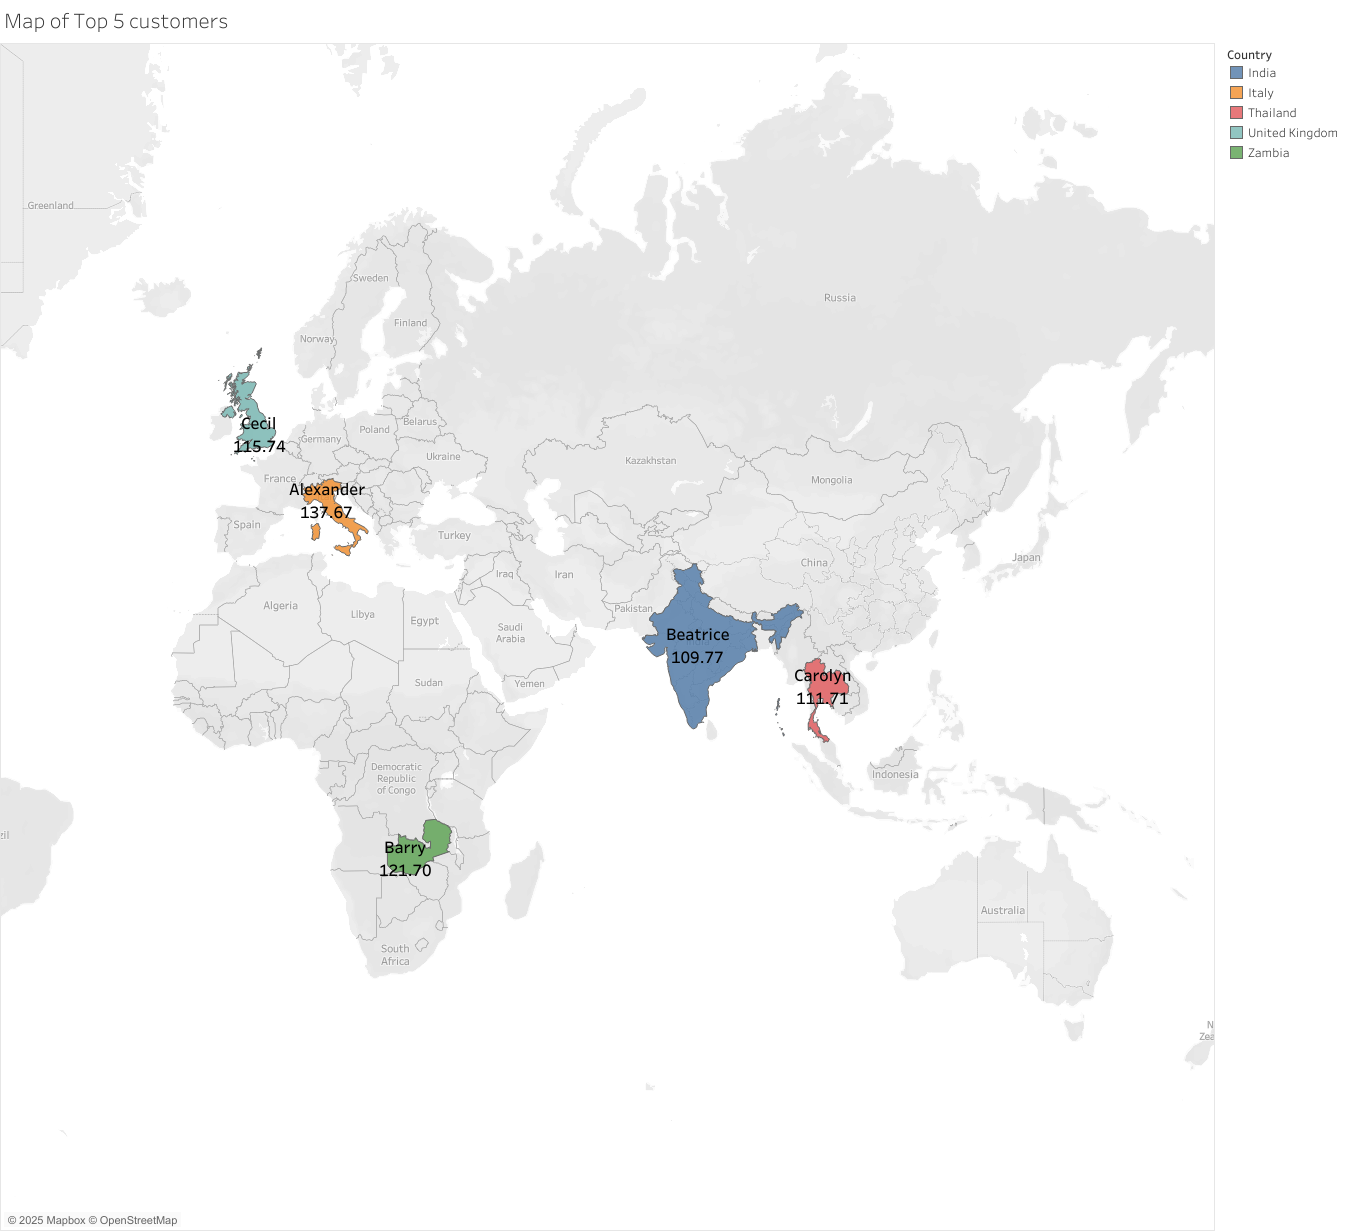 Map of Top 5 customers
Country
India
Italy
Thailand
United Kingdom
Zambia
Greenland
Sweden
Russia
Finland
Norway
Cecil
115.74
Poland
Belarus
Germany
Ukraine
Kazakhstan
France
Mongolia
Alexander
137.67
Spain
Turkey
Japan
China
Iraq
Iran
Algeria
Pakistan
Libya
Egypt
Saudi
Arabia
Beatrice
109.77
Carolyn
111.71
Sudan
Yemen
Democratic
Republic
of Congo
Indonesia
zil
Barry
121.70
Australia
South
Africa
N
Zea
© 2025 Mapbox © OpenStreetMap